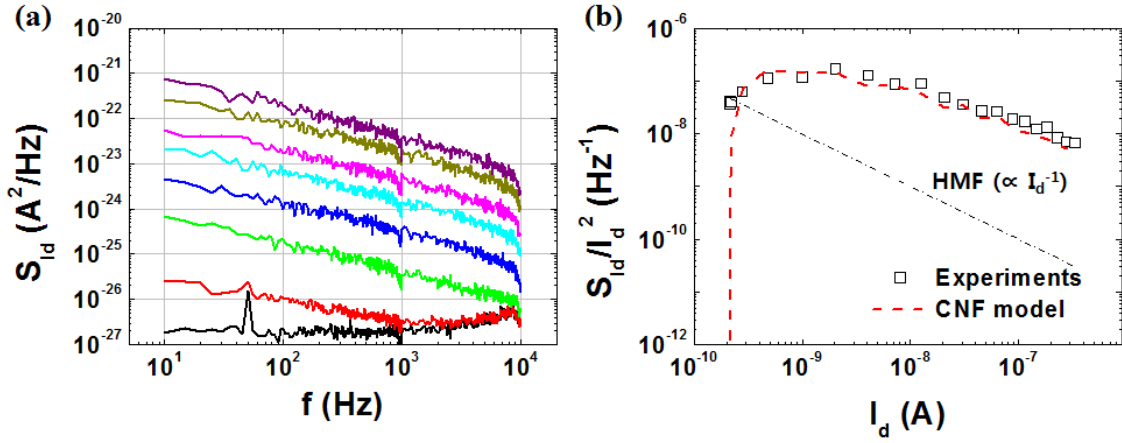 (a)
S_Id (A^2/Hz)
10^-20
10^-21
10^-22
10^-23
10^-24
10^-25
10^-26
10^-27
10^1
10^2
10^3
10^4
f (Hz)
(b)
S_Id/I_d^2 (Hz^-1)
10^-6
10^-8
10^-10
10^-12
HMF (∝ I_d^-1)
Experiments
CNF model
10^-10
10^-9
10^-8
10^-7
I_d (A)